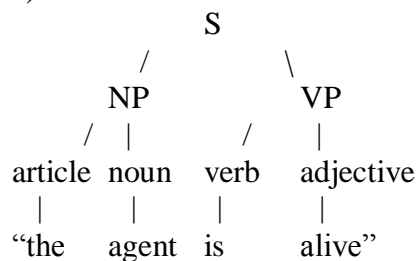 )
S
/ \
NP VP
/ | / |
article noun verb adjective
| | | |
“the agent is alive”